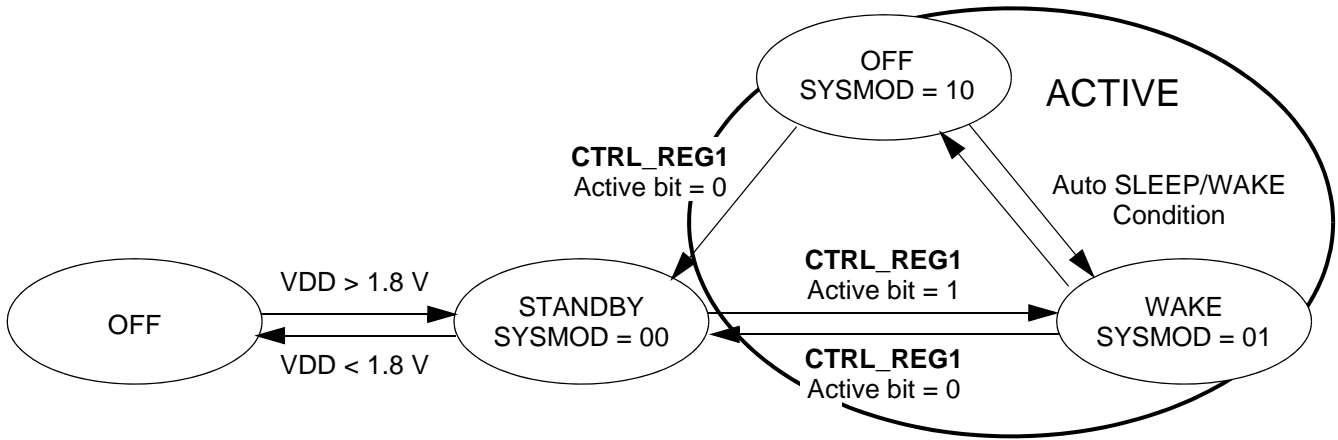 OFF
SYSMOD = 10
ACTIVE
CTRL_REG1
Active bit = 0
Auto SLEEP/WAKE
Condition
VDD > 1.8 V
CTRL_REG1
Active bit = 1
OFF
STANDBY
SYSMOD = 00
WAKE
SYSMOD = 01
VDD < 1.8 V
CTRL_REG1
Active bit = 0